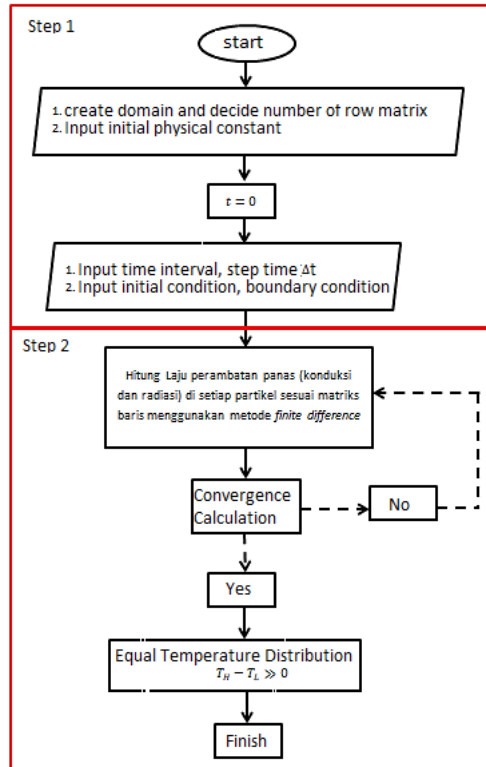 Step 1
start
1. create domain and decide number of row matrix
2. Input initial physical constant
t = 0
1. Input time interval, step time Δt
2. Input initial condition, boundary condition
Step 2
Hitung Laju perambatan panas (konduksi
dan radiasi) di setiap partikel sesuai matriks
baris menggunakan metode finite difference
Convergence
Calculation
No
Yes
Equal Temperature Distribution
T_H − T_L ≫ 0
Finish